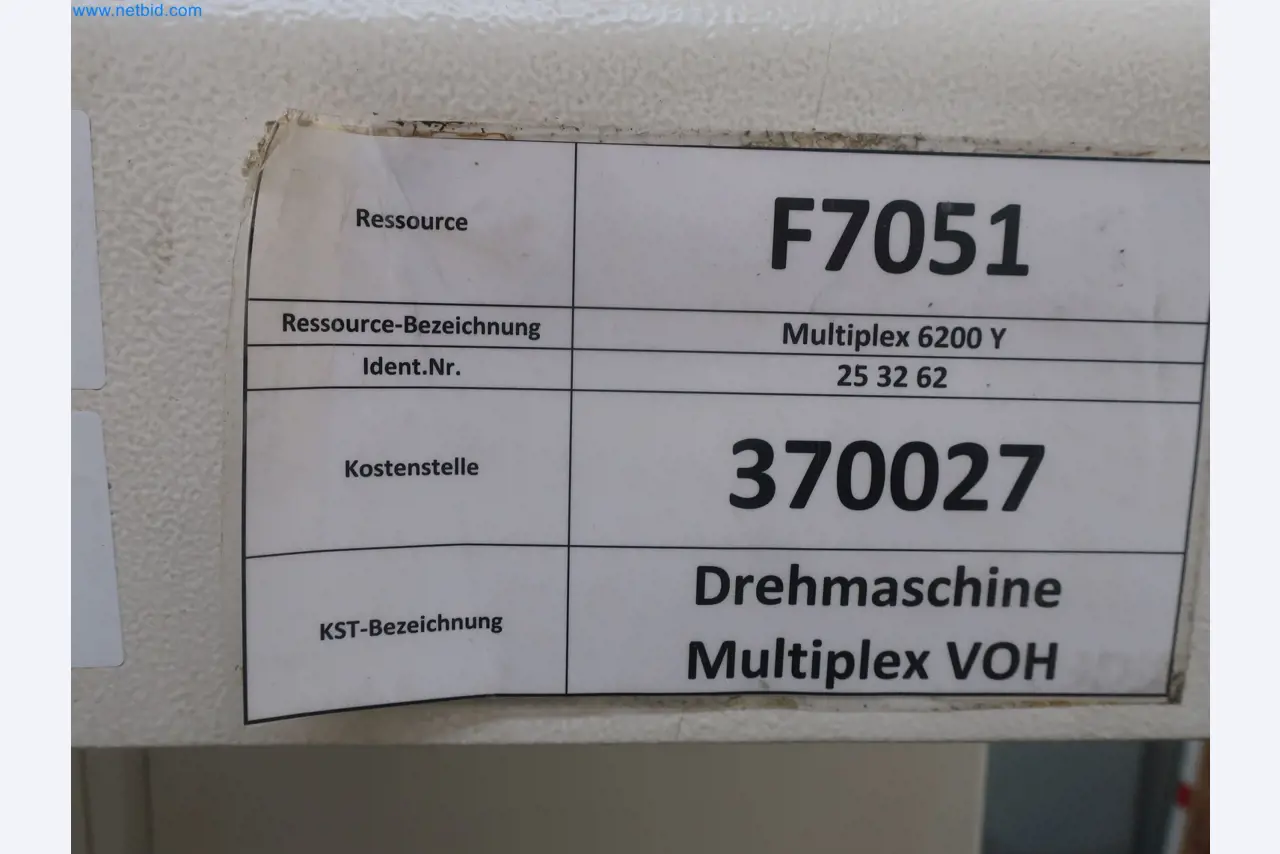 www.netbid.com
Ressource F7051
Ressource-Bezeichnung Multiplex 6200 Y
Ident.Nr. 25 32 62
Kostenstelle 370027
KST-Bezeichnung Drehmaschine
Multiplex VOH